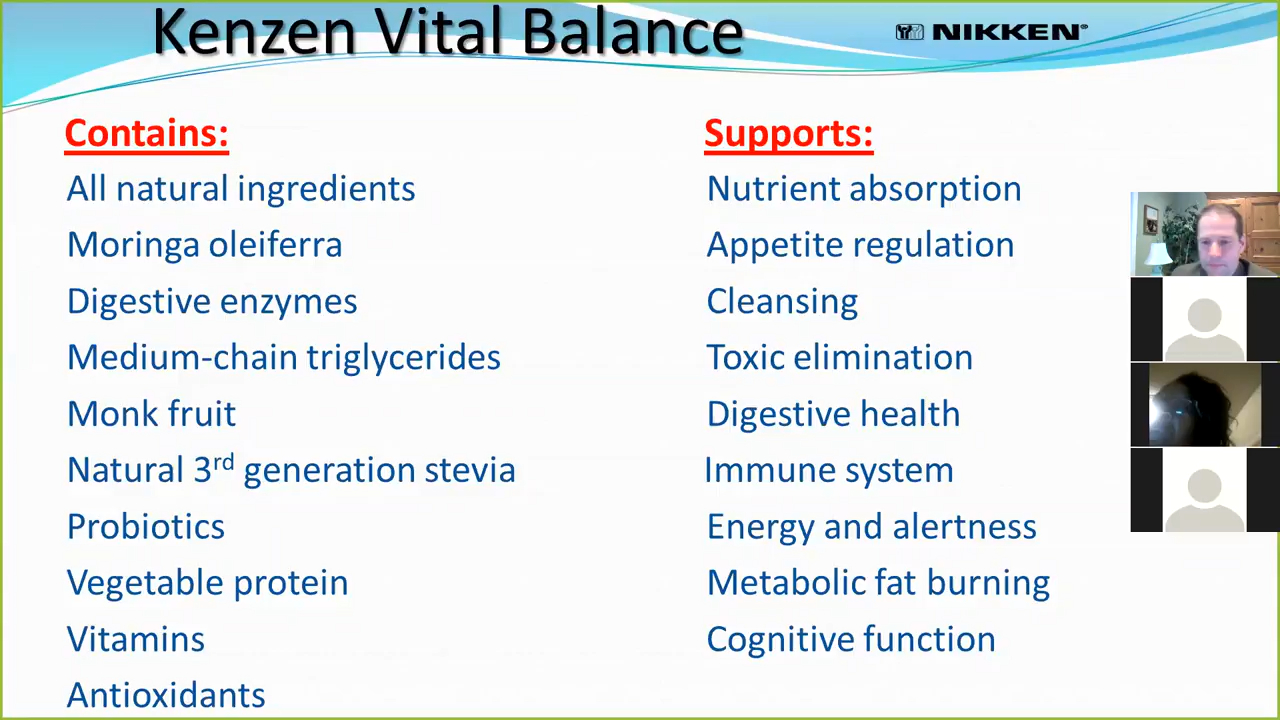 Kenzen Vital Balance
NIKKEN®
Contains:
All natural ingredients
Moringa oleiferra
Digestive enzymes
Medium-chain triglycerides
Monk fruit
Natural 3rd generation stevia
Probiotics
Vegetable protein
Vitamins
Antioxidants
Supports:
Nutrient absorption
Appetite regulation
Cleansing
Toxic elimination
Digestive health
Immune system
Energy and alertness
Metabolic fat burning
Cognitive function